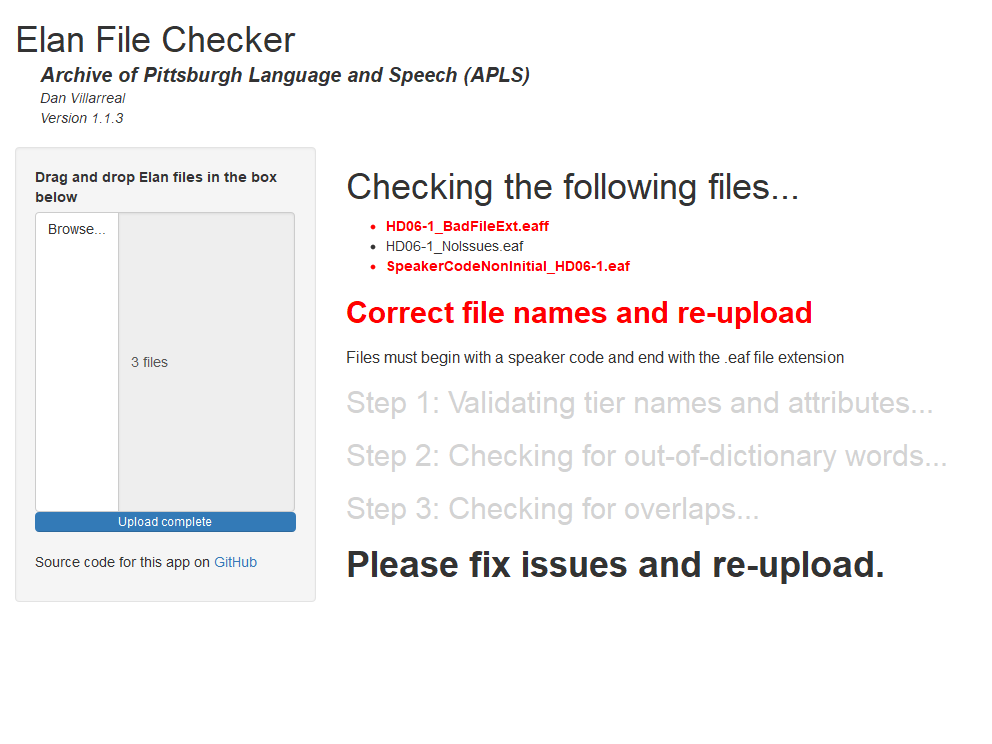 Elan File Checker
Archive of Pittsburgh Language and Speech (APLS)
Dan Villarreal
Version 1.1.3
Drag and drop Elan files in the box
below
Browse...
3 files
Upload complete
Source code for this app on GitHub
Checking the following files...
HD06-1_BadFileExt.eaff
HD06-1_NoIssues.eaf
SpeakerCodeNonInitial_HD06-1.eaf
Correct file names and re-upload
Files must begin with a speaker code and end with the .eaf file extension
Step 1: Validating tier names and attributes...
Step 2: Checking for out-of-dictionary words...
Step 3: Checking for overlaps...
Please fix issues and re-upload.